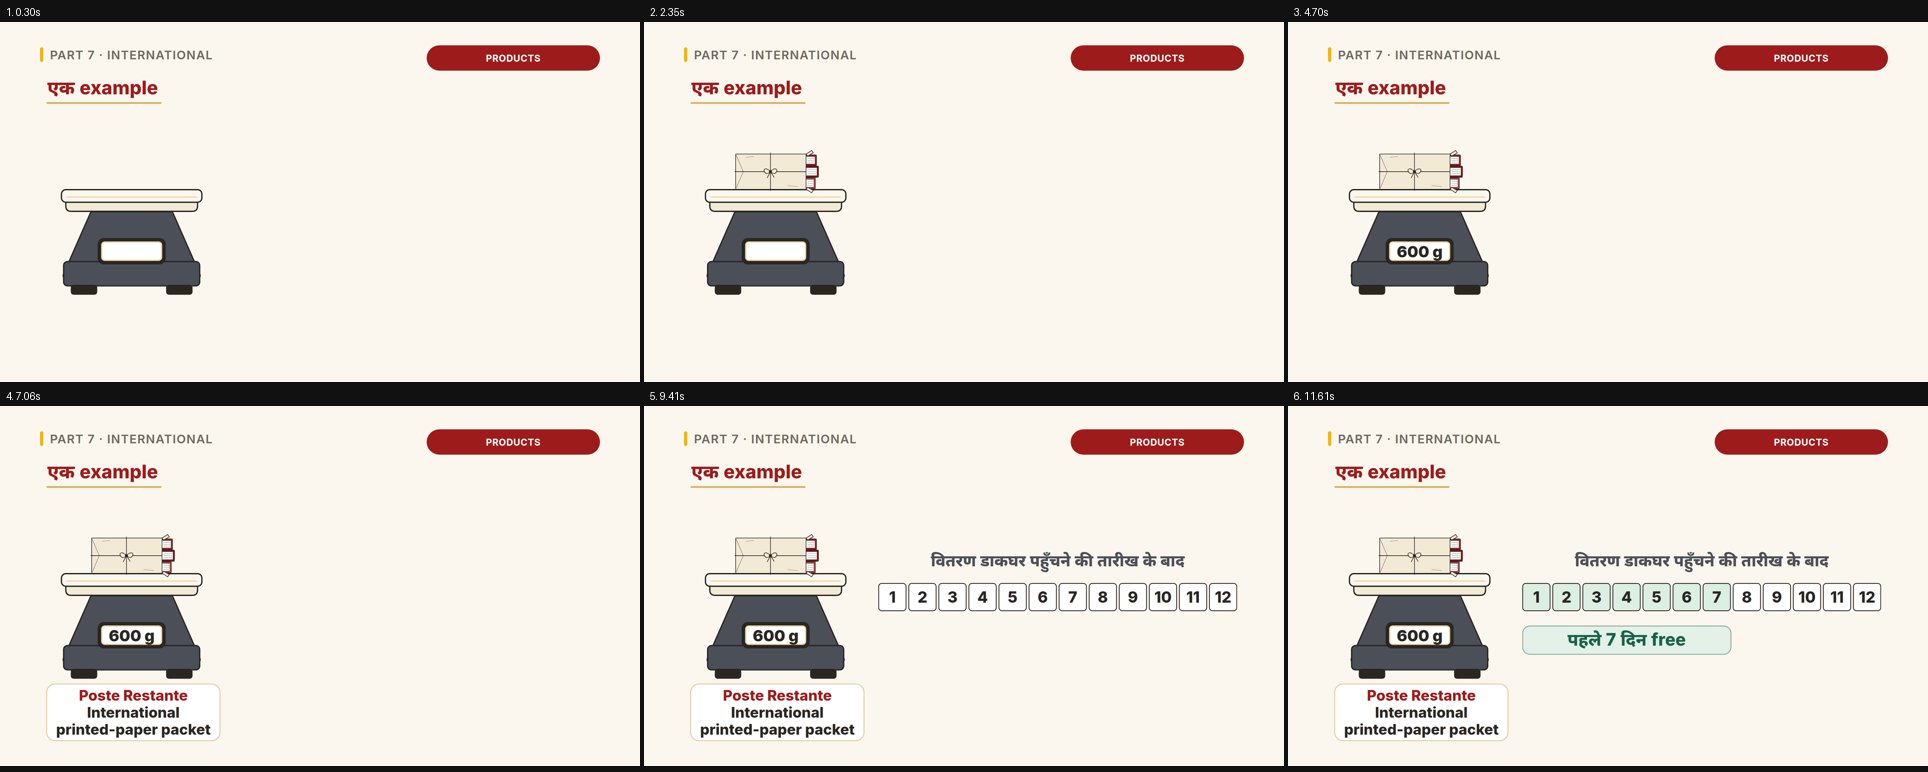 1. 0.30s
PART 7 · INTERNATIONAL
PRODUCTS
एक example
2. 2.35s
PART 7 · INTERNATIONAL
PRODUCTS
एक example
3. 4.70s
PART 7 · INTERNATIONAL
PRODUCTS
एक example
600 g
4. 7.06s
PART 7 · INTERNATIONAL
PRODUCTS
एक example
600 g
Poste Restante
International
printed-paper packet
5. 9.41s
PART 7 · INTERNATIONAL
PRODUCTS
एक example
वितरण डाकघर पहुँचने की तारीख के बाद
1 2 3 4 5 6 7 8 9 10 11 12
600 g
Poste Restante
International
printed-paper packet
6. 11.61s
PART 7 · INTERNATIONAL
PRODUCTS
एक example
वितरण डाकघर पहुँचने की तारीख के बाद
1 2 3 4 5 6 7 8 9 10 11 12
600 g
पहले 7 दिन free
Poste Restante
International
printed-paper packet